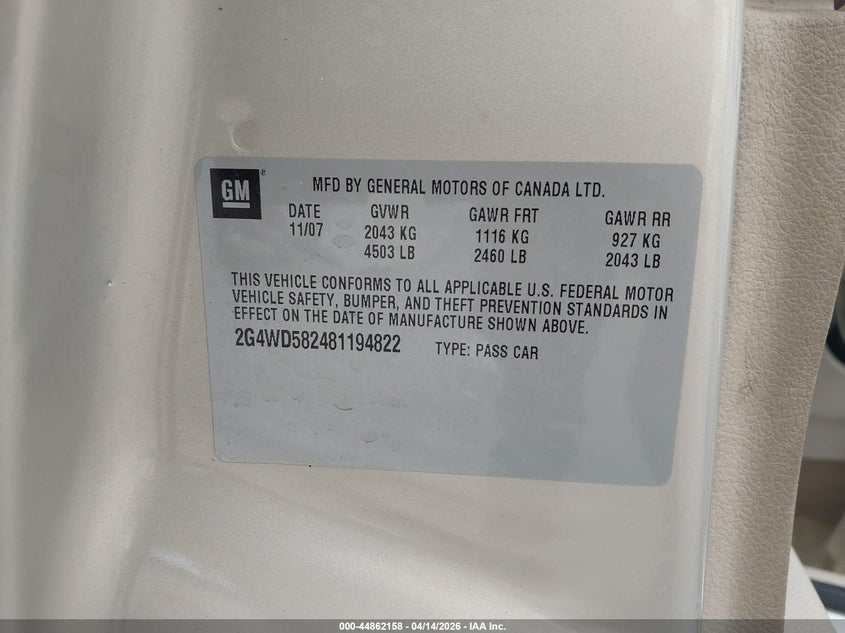 GM ®
MFD BY GENERAL MOTORS OF CANADA LTD.
DATE GVWR GAWR FRT GAWR RR
11/07 2043 KG 1116 KG 927 KG
4503 LB 2460 LB 2043 LB
THIS VEHICLE CONFORMS TO ALL APPLICABLE U.S. FEDERAL MOTOR
VEHICLE SAFETY, BUMPER, AND THEFT PREVENTION STANDARDS IN
EFFECT ON THE DATE OF MANUFACTURE SHOWN ABOVE.
2G4WD582481194822 TYPE: PASS CAR
000-44862158 - 04/14/2026 - IAA Inc.